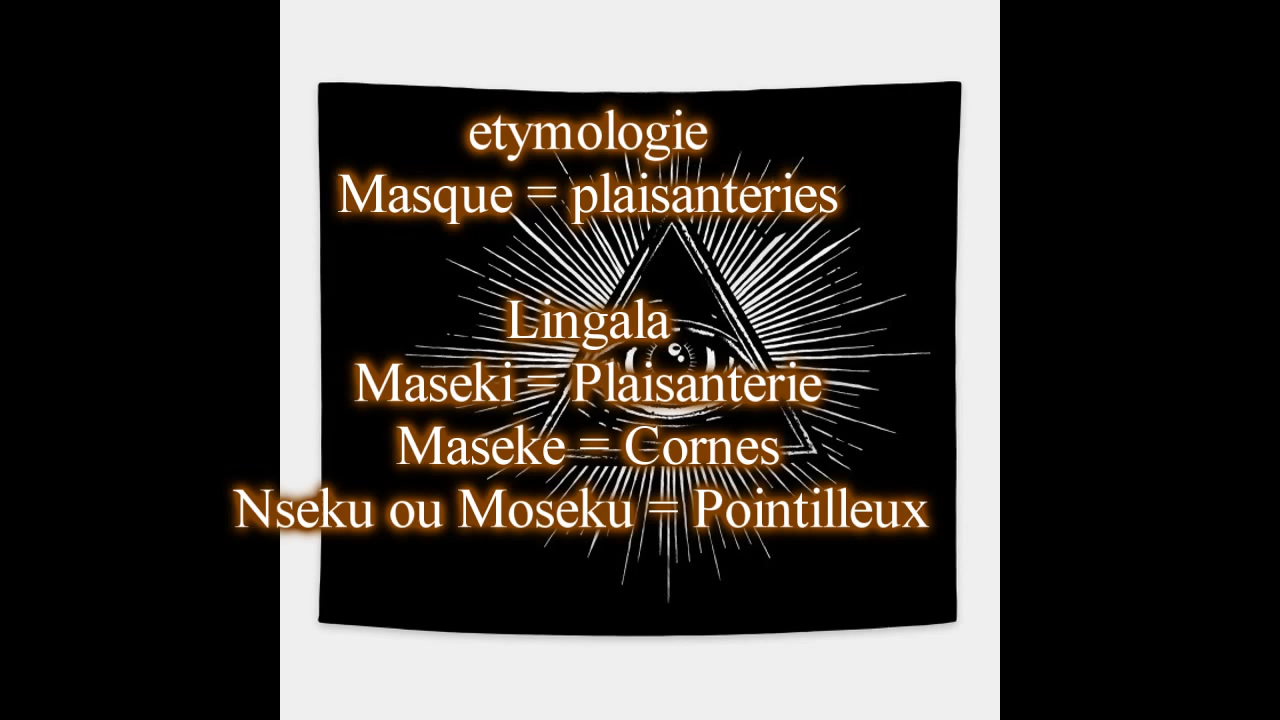 etymologie
Masque = plaisanteries
Lingala
Maseki = Plaisanterie
Maseke = Cornes
Nseku ou Moseku = Pointilleux